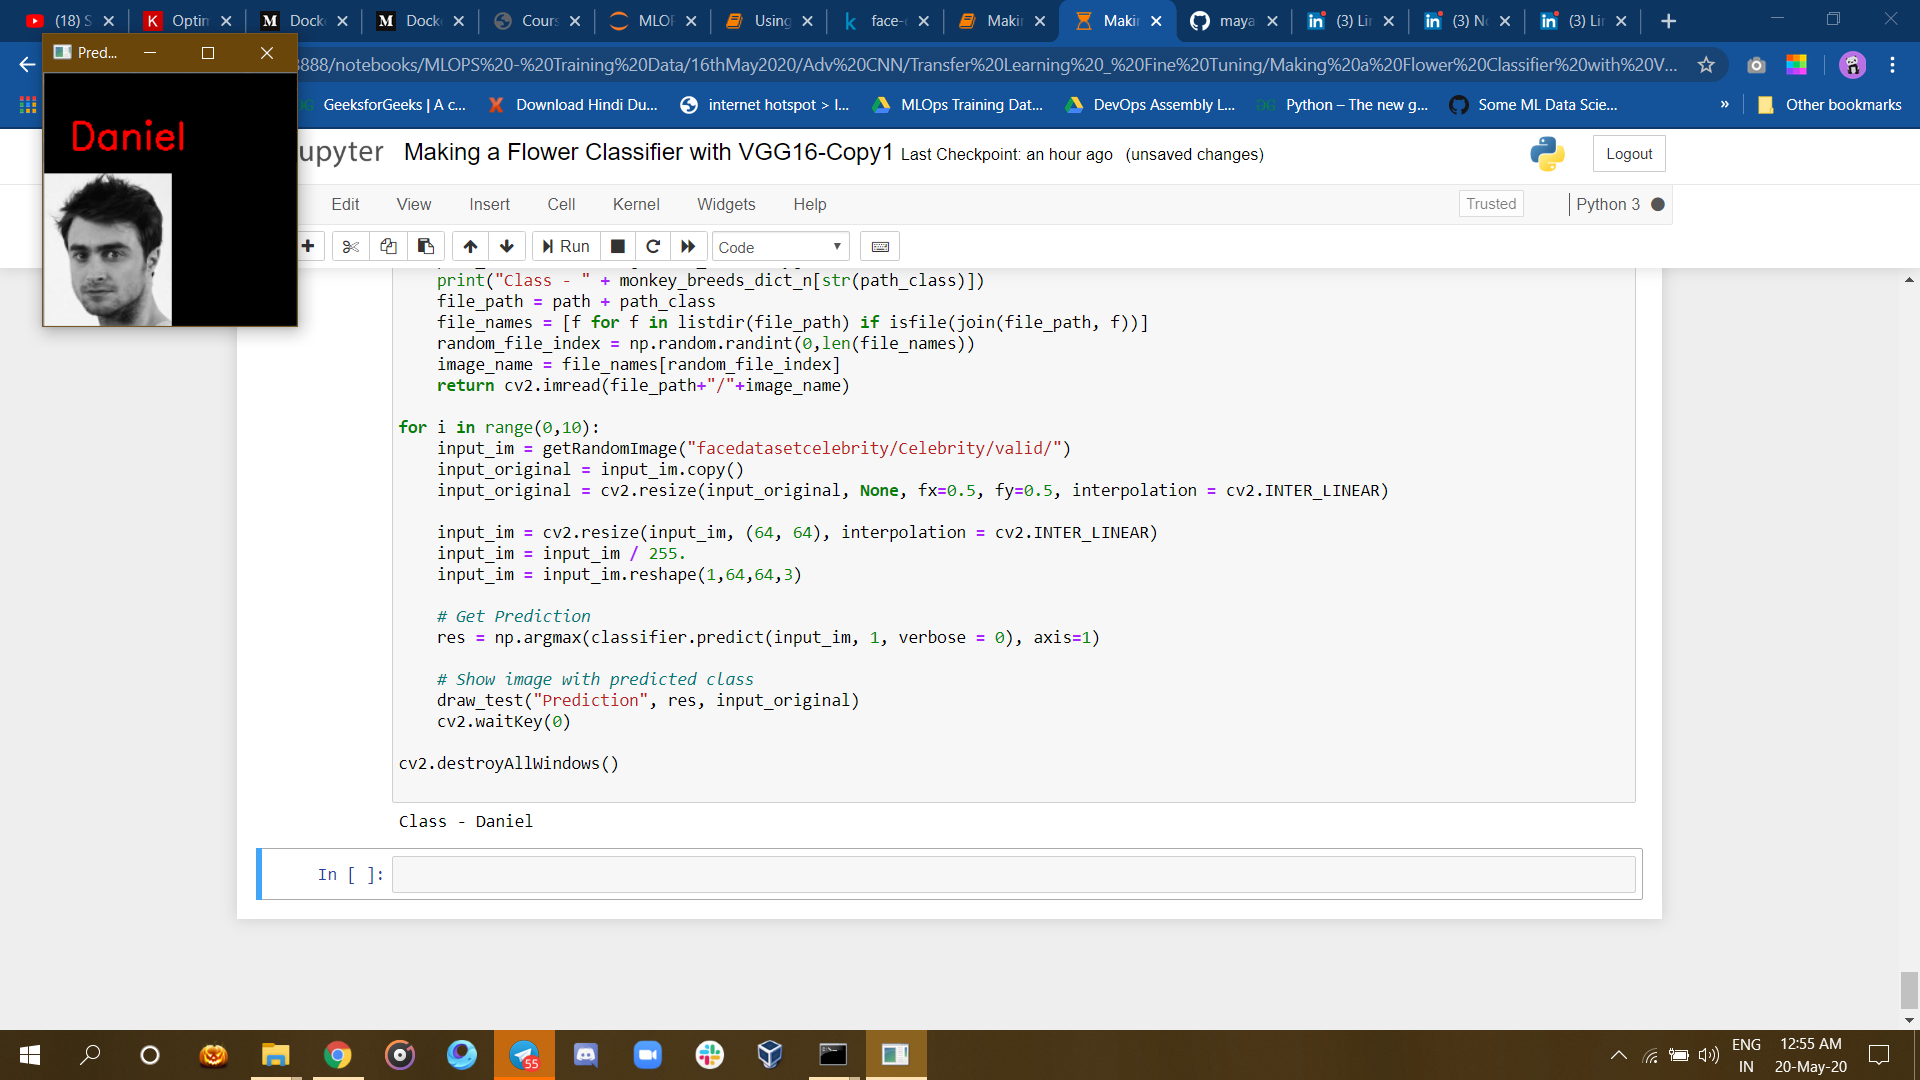 (18) S
Optim
Dock
Dock
Cours
MLOP
Using
face-
Makin
Makin
maya
(3) Lin
(3) N
(3) Lin
Pred...
8888/notebooks/MLOPS%20-%20Training%20Data/16thMay2020/Adv%20CNN/Transfer%20Learning%20_%20Fine%20Tuning/Making%20a%20Flower%20Classifier%20with%20V...
GeeksforGeeks | A c...
Download Hindi Du...
internet hotspot > I...
MLOps Training Dat...
DevOps Assembly L...
Python – The new g...
Some ML Data Scie...
»
Other bookmarks
Daniel
upyter
Making a Flower Classifier with VGG16-Copy1
Last Checkpoint: an hour ago
(unsaved changes)
Logout
Edit
View
Insert
Cell
Kernel
Widgets
Help
Trusted
Python 3
Run
Code
print("Class - " + monkey_breeds_dict_n[str(path_class)])
file_path = path + path_class
file_names = [f for f in listdir(file_path) if isfile(join(file_path, f))]
random_file_index = np.random.randint(0,len(file_names))
image_name = file_names[random_file_index]
return cv2.imread(file_path+"/"+image_name)
for i in range(0,10):
input_im = getRandomImage("facedatasetcelebrity/Celebrity/valid/")
input_original = input_im.copy()
input_original = cv2.resize(input_original, None, fx=0.5, fy=0.5, interpolation = cv2.INTER_LINEAR)
input_im = cv2.resize(input_im, (64, 64), interpolation = cv2.INTER_LINEAR)
input_im = input_im / 255.
input_im = input_im.reshape(1,64,64,3)
# Get Prediction
res = np.argmax(classifier.predict(input_im, 1, verbose = 0), axis=1)
# Show image with predicted class
draw_test("Prediction", res, input_original)
cv2.waitKey(0)
cv2.destroyAllWindows()
Class - Daniel
In [ ]:
55
ENG
IN
12:55 AM
20-May-20